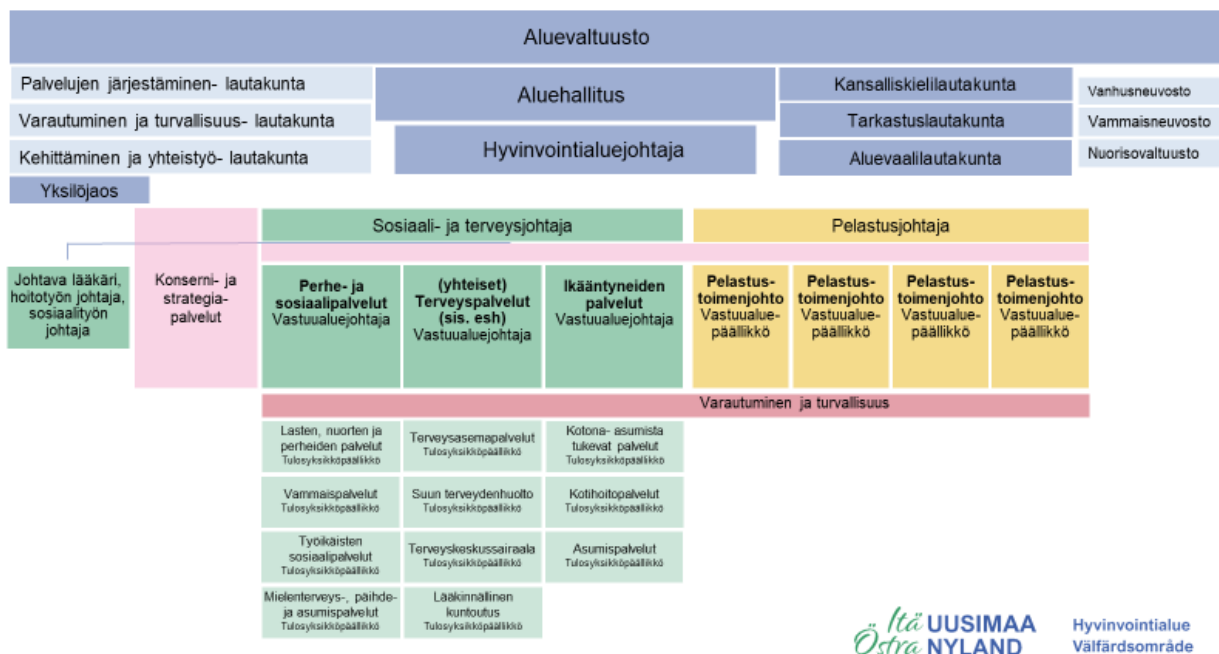 Aluevaltuusto
Palvelujen järjestäminen- lautakunta
Varautuminen ja turvallisuus- lautakunta
Kehittäminen ja yhteistyö- lautakunta
Yksilöjaos
Aluehallitus
Hyvinvointialuejohtaja
Kansalliskielilautakunta
Tarkastuslautakunta
Aluevaalilautakunta
Vanhusneuvosto
Vammaisneuvosto
Nuorisovaltuusto
Sosiaali- ja terveysjohtaja
Pelastusjohtaja
Johtava lääkäri,
hoitotyön johtaja,
sosiaalityön
johtaja
Konserni- ja
strategia-
palvelut
Perhe- ja
sosiaalipalvelut
Vastuualuejohtaja
(yhteiset)
Terveyspalvelut
(sis. esh)
Vastuualuejohtaja
Ikääntyneiden
palvelut
Vastuualuejohtaja
Pelastus-
toimenjohto
Vastuualue-
päällikkö
Pelastus-
toimenjohto
Vastuualue-
päällikkö
Pelastus-
toimenjohto
Vastuualue-
päällikkö
Pelastus-
toimenjohto
Vastuualue-
päällikkö
Varautuminen ja turvallisuus
Lasten, nuorten ja
perheiden palvelut
Tulosyksikköpäällikkö
Terveysasemapalvelut
Tulosyksikköpäällikkö
Kotona- asumista
tukevat palvelut
Tulosyksikköpäällikkö
Vammaispalvelut
Tulosyksikköpäällikkö
Suun terveydenhuolto
Tulosyksikköpäällikkö
Kotihoitopalvelut
Tulosyksikköpäällikkö
Työikäisten
sosiaalipalvelut
Tulosyksikköpäällikkö
Terveyskeskussairaala
Tulosyksikköpäällikkö
Asumispalvelut
Tulosyksikköpäällikkö
Mielenterveys-, päihde-
ja asumispalvelut
Tulosyksikköpäällikkö
Lääkinnällinen
kuntoutus
Tulosyksikköpäällikkö
Itä UUSIMAA
Östra NYLAND
Hyvinvointialue
Välfärdsområde